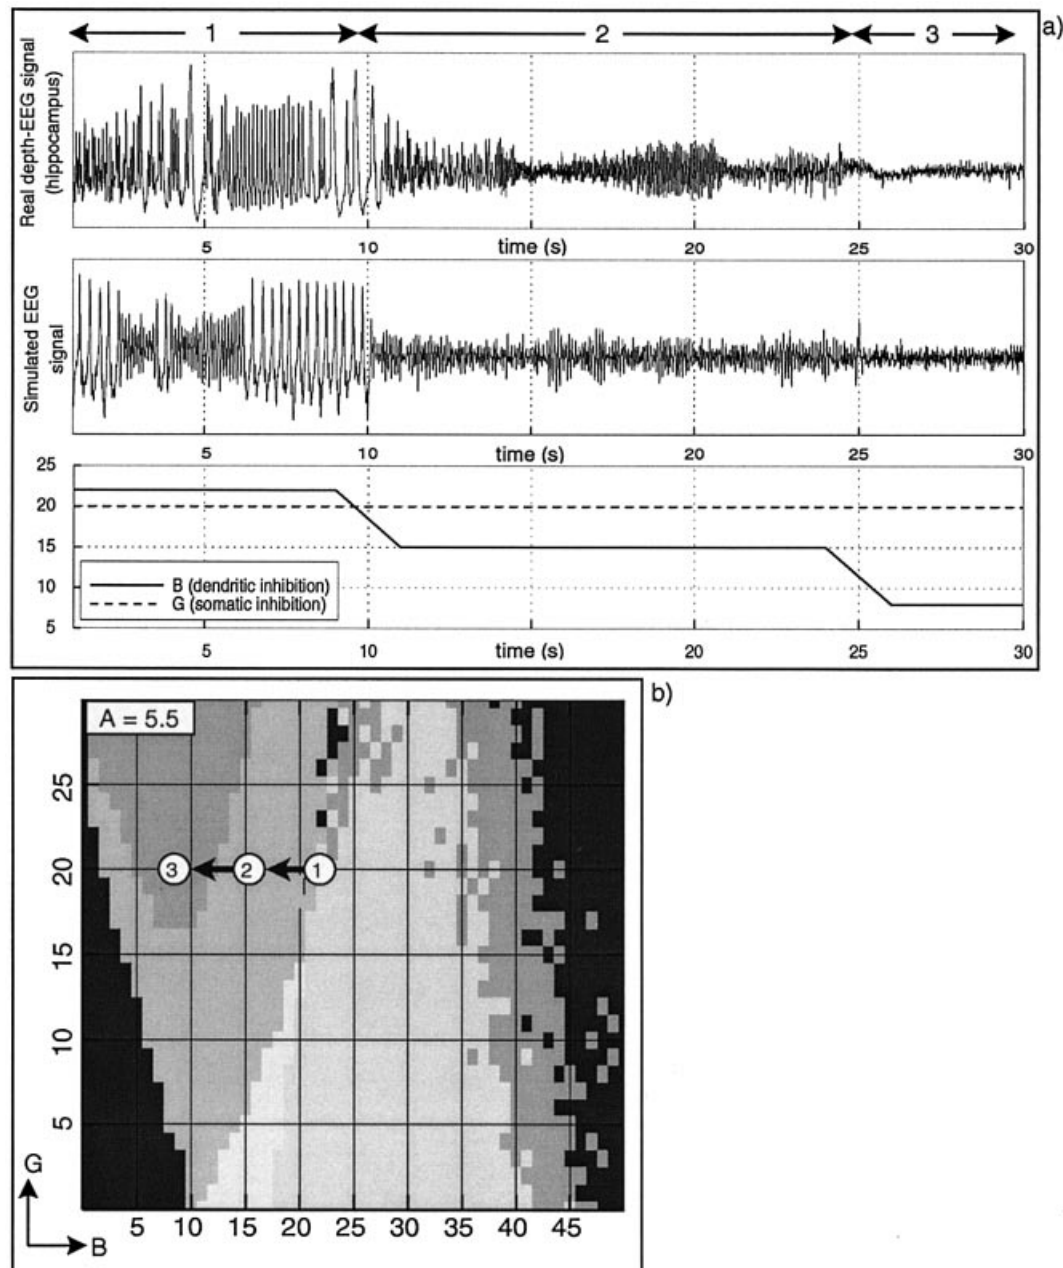 a)
1 2 3
Real depth-EEG signal
(hippocampus)
5 10 20 25 30
time (s)
Simulated EEG
signal
5 10 20 25 30
time (s)
25
20
15
10
5
B (dendritic inhibition)
G (somatic inhibition)
5 10 20 25 30
time (s)
b)
A = 5.5
25
20
15
10
5
3 2 1
G
B
5 10 15 20 25 30 35 40 45